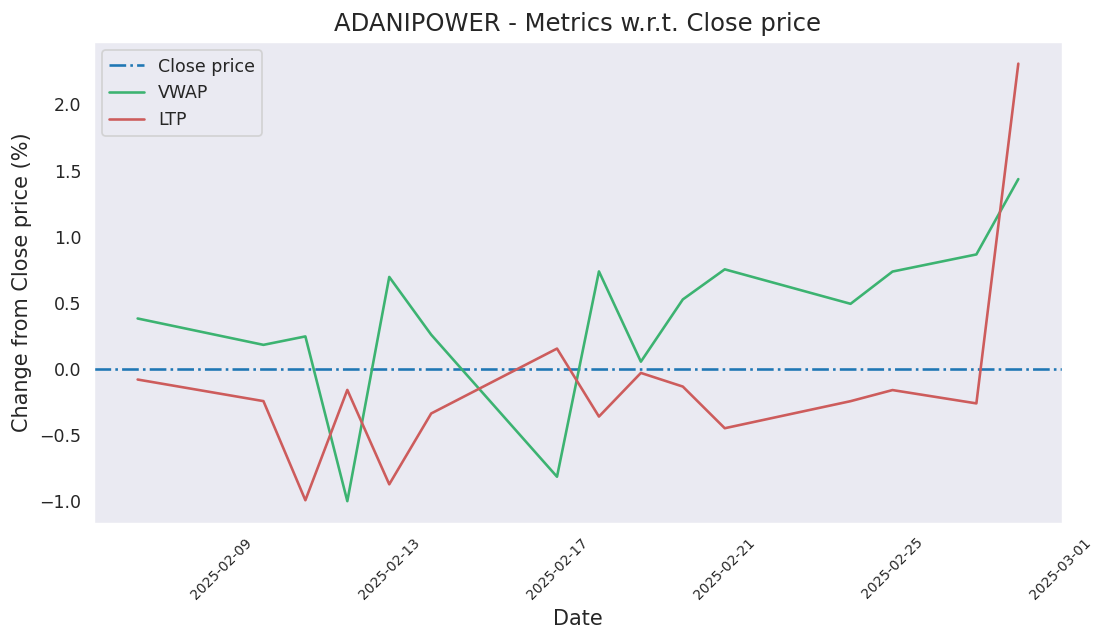 ADANIPOWER - Metrics w.r.t. Close price
Close price
VWAP
LTP
Change from Close price (%)
2.0
1.5
1.0
0.5
0.0
−0.5
−1.0
2025-02-09
2025-02-13
2025-02-17
2025-02-21
2025-02-25
2025-03-01
Date